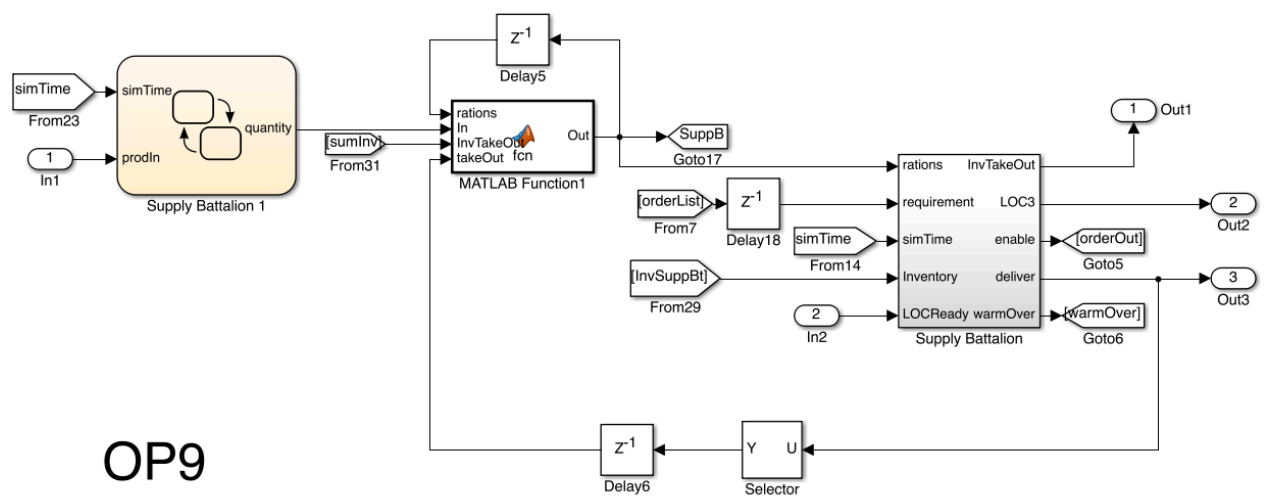 Z-1
Delay5
simTime
From23
1
In1
simTime
prodIn
quantity
Supply Battalion 1
[sumInv]
From31
rations
In
InvTakeOut
takeOut
fcn
Out
MATLAB Function1
SuppB
Goto17
[orderList]
From7
Z-1
Delay18
simTime
From14
[InvSuppBt]
From29
2
In2
rations
requirement
simTime
Inventory
LOCReady
InvTakeOut
LOC3
enable
deliver
warmOver
Supply Battalion
1
Out1
2
Out2
[orderOut]
Goto5
3
Out3
[warmOver]
Goto6
Z-1
Delay6
Y U
Selector
OP9